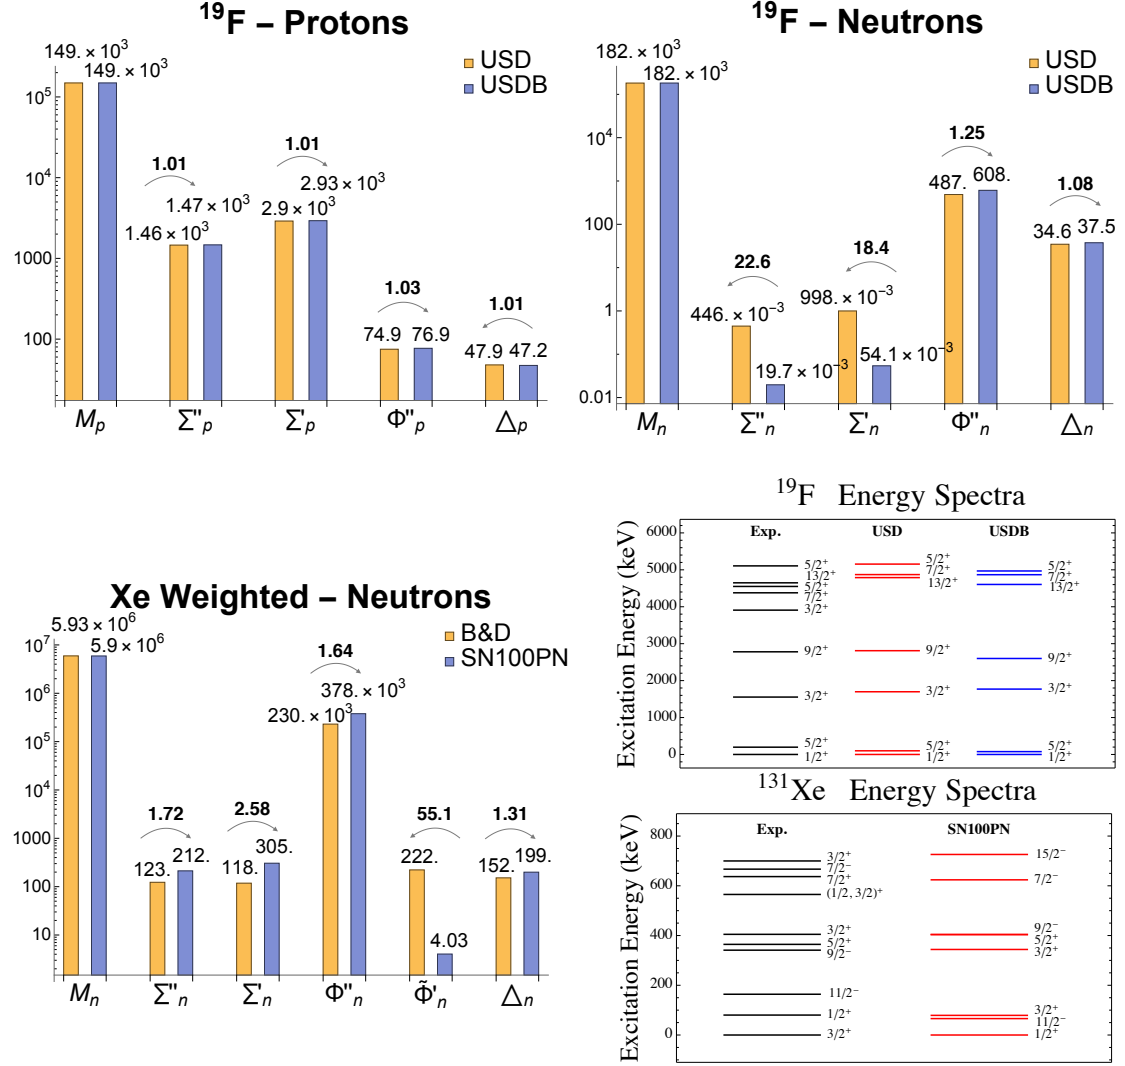 ¹⁹F – Protons
149. × 10³
149. × 10³
USD
USDB
10⁵
10⁴
1000
100
1.01
1.47 × 10³
1.46 × 10³
1.01
2.93 × 10³
2.9 × 10³
1.03
74.9 76.9
1.01
47.9 47.2
Mₚ Σ''ₚ Σ'ₚ Φ''ₚ Δₚ
¹⁹F – Neutrons
182. × 10³
182. × 10³
USD
USDB
10⁴
100
1
0.01
22.6
446. × 10⁻³
19.7 × 10⁻³
18.4
998. × 10⁻³
54.1 × 10⁻³
1.25
487. 608.
1.08
34.6 37.5
Mₙ Σ''ₙ Σ'ₙ Φ''ₙ Δₙ
Xe Weighted – Neutrons
5.93 × 10⁶
5.9 × 10⁶
B&D
SN100PN
10⁷
10⁶
10⁵
10⁴
1000
100
10
1.72
123. 212.
2.58
118. 305.
1.64
378. × 10³
230. × 10³
55.1
222.
4.03
1.31
152. 199.
Mₙ Σ''ₙ Σ'ₙ Φ''ₙ Φ̃'ₙ Δₙ
¹⁹F Energy Spectra
Excitation Energy (keV)
6000
5000
4000
3000
2000
1000
0
Exp.
5/2⁺
13/2⁺
5/2⁺
7/2⁺
3/2⁺
9/2⁺
3/2⁺
5/2⁺
1/2⁺
USD
5/2⁺
7/2⁺
13/2⁺
9/2⁺
3/2⁺
5/2⁺
1/2⁺
USDB
5/2⁺
7/2⁺
13/2⁺
9/2⁺
3/2⁺
5/2⁺
1/2⁺
¹³¹Xe Energy Spectra
Excitation Energy (keV)
800
600
400
200
0
Exp.
3/2⁺
7/2⁻
7/2⁺
(1/2, 3/2)⁺
3/2⁺
5/2⁺
9/2⁻
11/2⁻
1/2⁺
3/2⁺
SN100PN
15/2⁻
7/2⁻
9/2⁻
5/2⁺
3/2⁺
3/2⁺
11/2⁻
1/2⁺